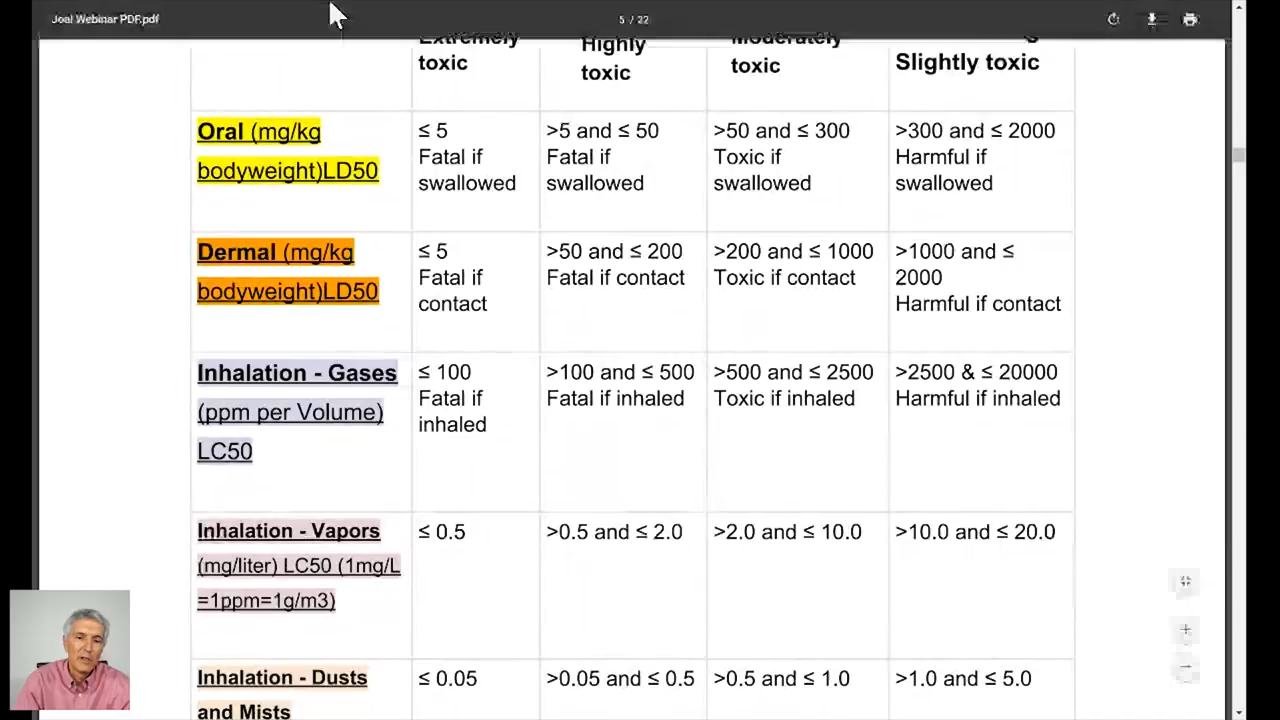 Joal Webinar PDF.pdf
5 / 22
Extremely
toxic
Highly
toxic
Moderately
toxic
Slightly toxic
Oral (mg/kg
bodyweight)LD50
≤ 5
Fatal if
swallowed
>5 and ≤ 50
Fatal if
swallowed
>50 and ≤ 300
Toxic if
swallowed
>300 and ≤ 2000
Harmful if
swallowed
Dermal (mg/kg
bodyweight)LD50
≤ 5
Fatal if
contact
>50 and ≤ 200
Fatal if contact
>200 and ≤ 1000
Toxic if contact
>1000 and ≤
2000
Harmful if contact
Inhalation - Gases
(ppm per Volume)
LC50
≤ 100
Fatal if
inhaled
>100 and ≤ 500
Fatal if inhaled
>500 and ≤ 2500
Toxic if inhaled
>2500 & ≤ 20000
Harmful if inhaled
Inhalation - Vapors
(mg/liter) LC50 (1mg/L
=1ppm=1g/m3)
≤ 0.5
>0.5 and ≤ 2.0
>2.0 and ≤ 10.0
>10.0 and ≤ 20.0
Inhalation - Dusts
and Mists
≤ 0.05
>0.05 and ≤ 0.5
>0.5 and ≤ 1.0
>1.0 and ≤ 5.0